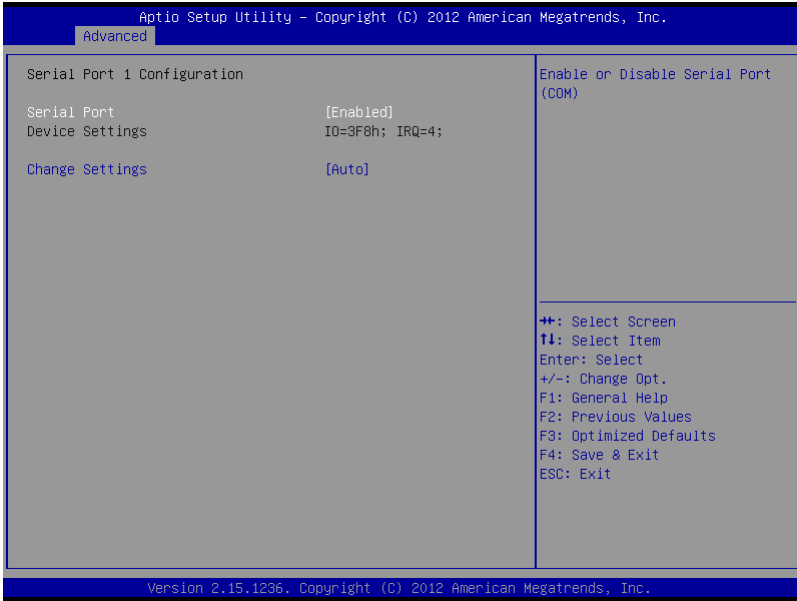 Aptio Setup Utility – Copyright (C) 2012 American Megatrends, Inc.
Advanced
Serial Port 1 Configuration
Serial Port [Enabled]
Device Settings IO=3F8h; IRQ=4;
Change Settings [Auto]
Enable or Disable Serial Port
(COM)
→←: Select Screen
↑↓: Select Item
Enter: Select
+/-: Change Opt.
F1: General Help
F2: Previous Values
F3: Optimized Defaults
F4: Save & Exit
ESC: Exit
Version 2.15.1236. Copyright (C) 2012 American Megatrends, Inc.